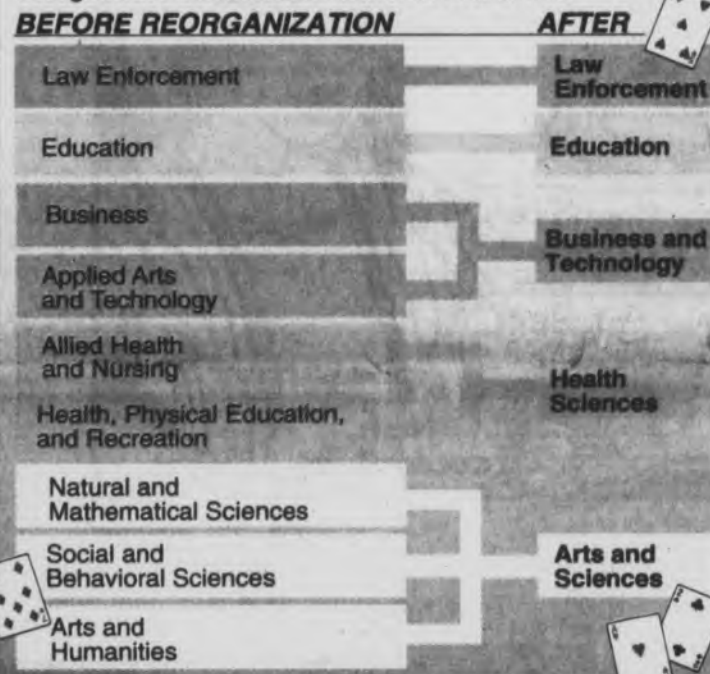 BEFORE REORGANIZATION
AFTER
Law Enforcement
Law
Enforcement
Education
Education
Business
Applied Arts
and Technology
Business and
Technology
Allied Health
and Nursing
Health, Physical Education,
and Recreation
Health
Sciences
Natural and
Mathematical Sciences
Social and
Behavioral Sciences
Arts and
Humanities
Arts and
Sciences